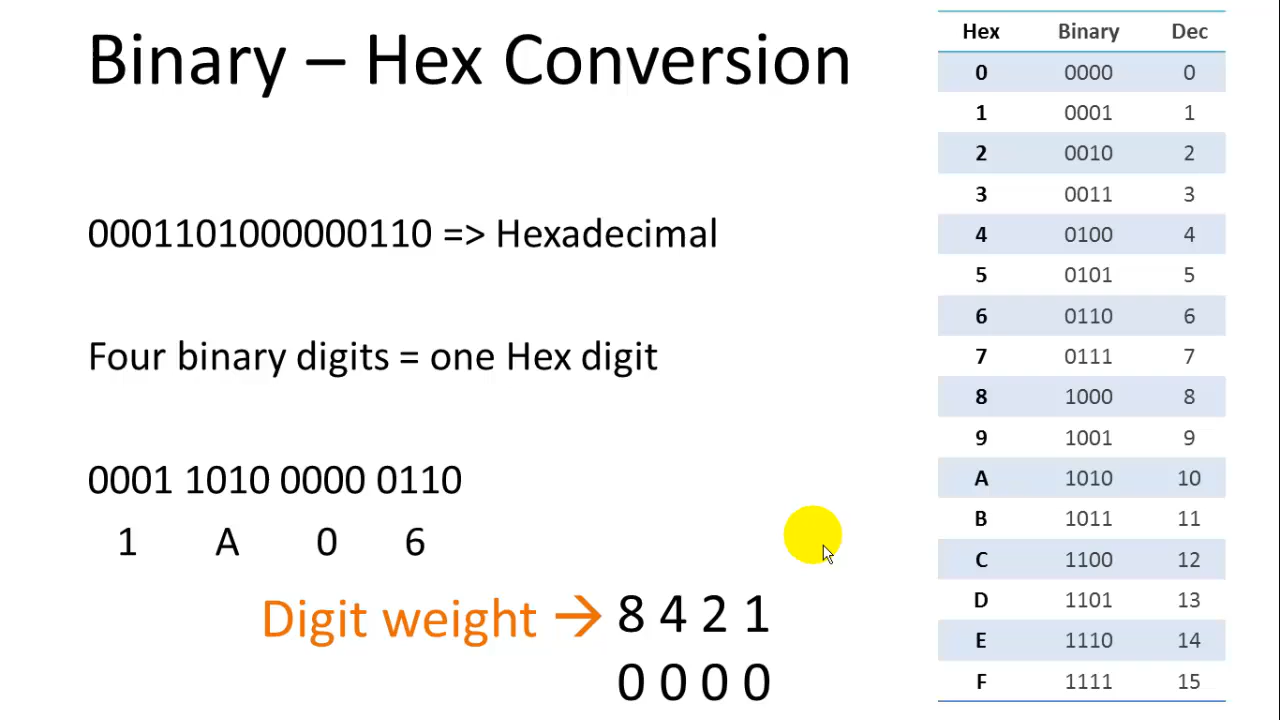 Binary – Hex Conversion
0001101000000110 => Hexadecimal
Four binary digits = one Hex digit
0001 1010 0000 0110
1 A 0 6
Digit weight → 8 4 2 1
0 0 0 0
Hex Binary Dec
0 0000 0
1 0001 1
2 0010 2
3 0011 3
4 0100 4
5 0101 5
6 0110 6
7 0111 7
8 1000 8
9 1001 9
A 1010 10
B 1011 11
C 1100 12
D 1101 13
E 1110 14
F 1111 15